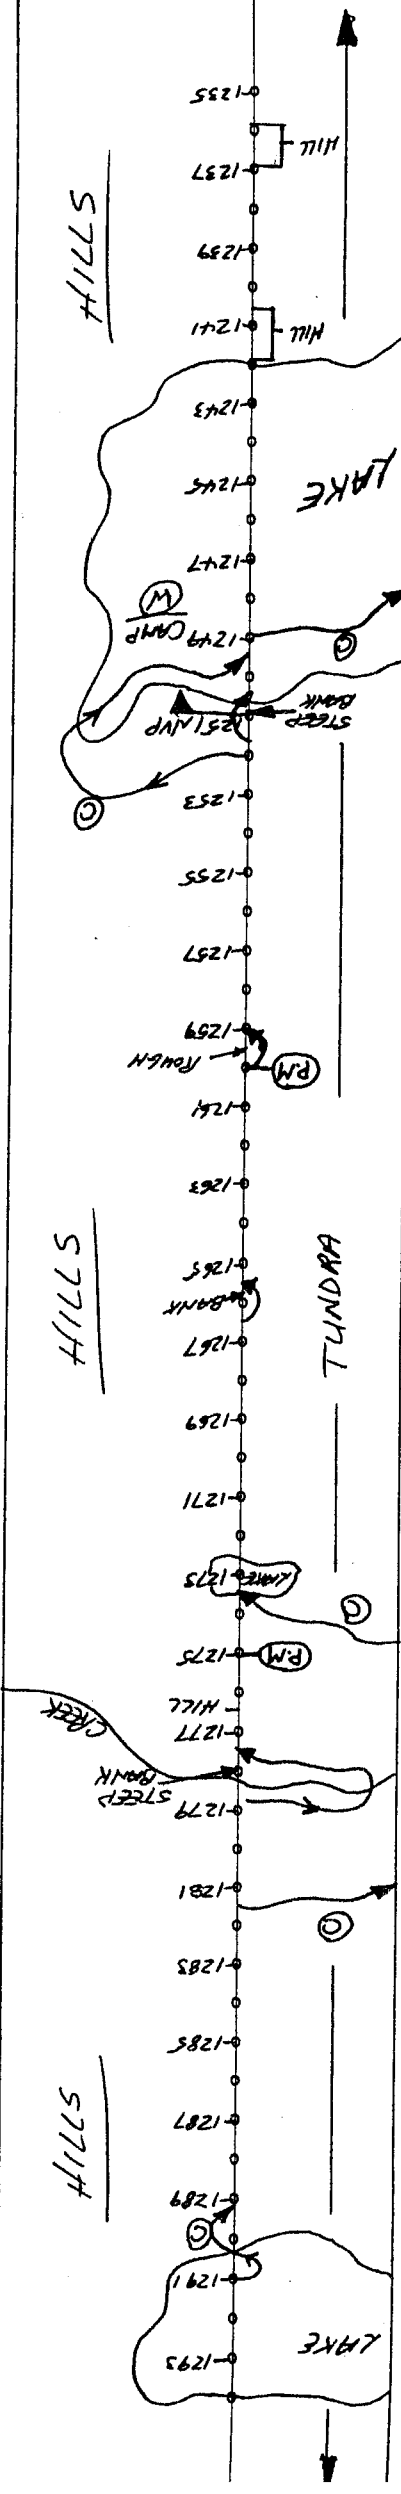 1235
HILL
1237
HILLS
1239
1241
HILL
1243
1245
LAKE
1247
W
CAMP
1249
C
STEEP
BANK
1251
NVP
C
1253
1255
1257
1259
ROUGH
P.M
1261
1263
HILLS
1265
BANK
TUNDRA
1267
1269
1271
1273
LAKE
C
1275
P.M
HILL
1277
CREEK
STEEP
BANK
1279
1281
C
1283
1285
HILLS
1287
1289
C
1291
LAKE
1293